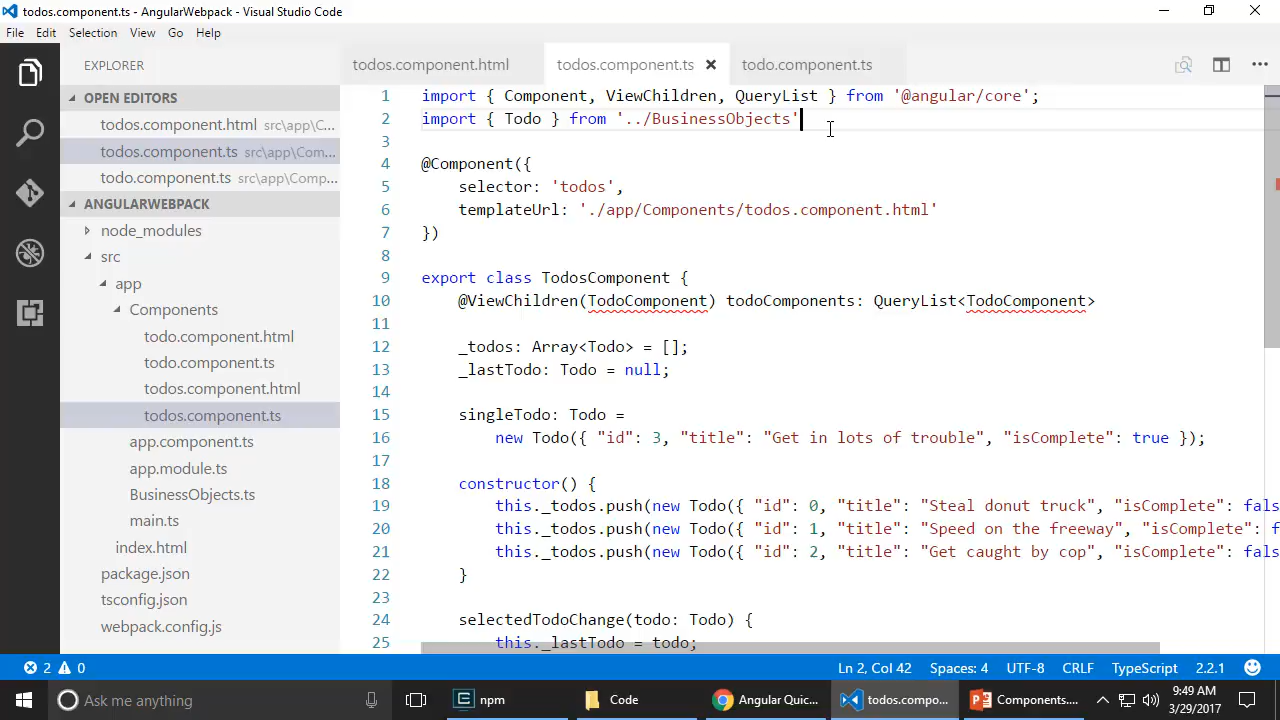 todos.component.ts - AngularWebpack - Visual Studio Code
File Edit Selection View Go Help
EXPLORER
OPEN EDITORS
todos.component.html src\app\C...
todos.component.ts src\app\Com...
todo.component.ts src\app\Comp...
ANGULARWEBPACK
node_modules
src
app
Components
todo.component.html
todo.component.ts
todos.component.html
todos.component.ts
app.component.ts
app.module.ts
BusinessObjects.ts
main.ts
index.html
package.json
tsconfig.json
webpack.config.js
todos.component.html todos.component.ts todo.component.ts
1 import { Component, ViewChildren, QueryList } from '@angular/core';
2 import { Todo } from '../BusinessObjects'
3
4 @Component({
5 selector: 'todos',
6 templateUrl: './app/Components/todos.component.html'
7 })
8
9 export class TodosComponent {
10 @ViewChildren(TodoComponent) todoComponents: QueryList<TodoComponent>
11
12 _todos: Array<Todo> = [];
13 _lastTodo: Todo = null;
14
15 singleTodo: Todo =
16 new Todo({ "id": 3, "title": "Get in lots of trouble", "isComplete": true });
17
18 constructor() {
19 this._todos.push(new Todo({ "id": 0, "title": "Steal donut truck", "isComplete": fals
20 this._todos.push(new Todo({ "id": 1, "title": "Speed on the freeway", "isComplete": f
21 this._todos.push(new Todo({ "id": 2, "title": "Get caught by cop", "isComplete": fals
22 }
23
24 selectedTodoChange(todo: Todo) {
25 this._lastTodo = todo;
2 0 Ln 2, Col 42 Spaces: 4 UTF-8 CRLF TypeScript 2.2.1
Ask me anything npm Code Angular Quic... todos.compo... Components....
9:49 AM
3/29/2017